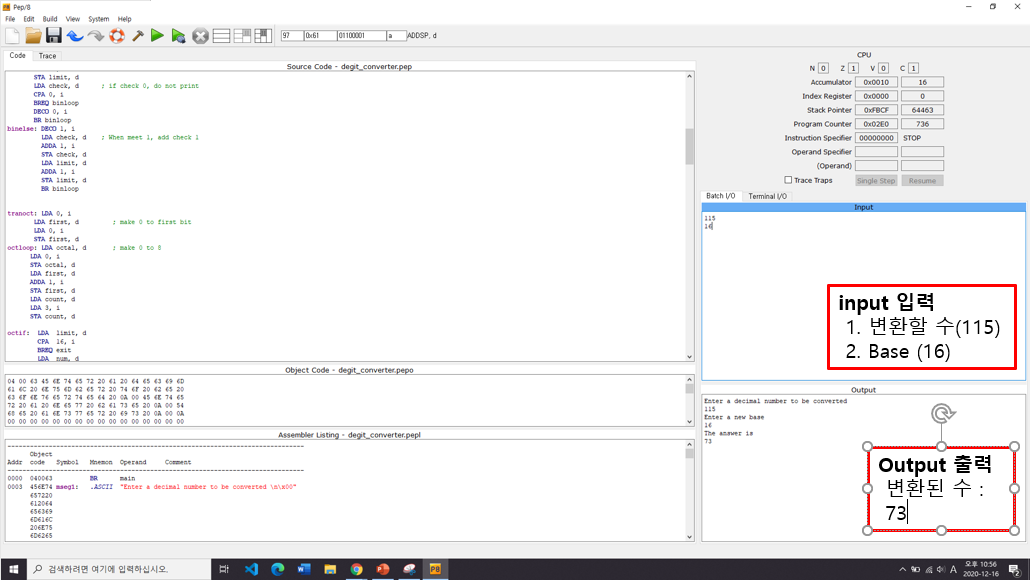 Pep/8
File Edit Build View System Help
97 0x61 01100001 a ADDSP, d
Code Trace
Source Code - degit_converter.pep
STA limit, d
LDA check, d ; if check 0, do not print
CPA 0, i
BREQ binloop
DECO 0, i
BR binloop
binelse: DECO 1, i
LDA check, d ; When meet 1, add check 1
ADDA 1, i
STA check, d
LDA limit, d
ADDA 1, i
STA limit, d
BR binloop
tranoct: LDA 0, i
LDA first, d ; make 0 to first bit
LDA 0, i
STA first, d
octloop: LDA octal, d ; make 0 to 8
LDA 0, i
STA octal, d
LDA first, d
ADDA 1, i
STA first, d
LDA count, d
LDA 3, i
STA count, d
octif: LDA limit, d
CPA 16, i
BREQ exit
LDA num, d
Object Code - degit_converter.pepo
04 00 63 45 6E 74 65 72 20 61 20 64 65 63 69 6D
61 6C 20 6E 75 6D 62 65 72 20 74 6F 20 62 65 20
63 6F 6E 76 65 72 74 65 64 20 0A 00 45 6E 74 65
72 20 61 20 6E 65 77 20 62 61 73 65 20 0A 00 54
68 65 20 61 6E 73 77 65 72 20 69 73 20 0A 00 0A
00 00 00 00 00 00 00 00 00 00 00 00 00 00 00 00
Assembler Listing - degit_converter.pepl
Object
Addr code Symbol Mnemon Operand Comment
0000 040063 BR main
0003 456E74 mseg1: .ASCII "Enter a decimal number to be converted \n\x00"
657220
612064
656369
6D616C
206E75
6D6265
CPU
N 0 Z 1 V 0 C 1
Accumulator 0x0010 16
Index Register 0x0000 0
Stack Pointer 0xFBCF 64463
Program Counter 0x02E0 736
Instruction Specifier 00000000 STOP
Operand Specifier
(Operand)
Trace Traps Single Step Resume
Batch I/O Terminal I/O
Input
115
16
input 입력
1. 변환할 수(115)
2. Base (16)
Output
Enter a decimal number to be converted
115
Enter a new base
16
The answer is
73
Output 출력
변환된 수 :
73
검색하려면 여기에 입력하십시오.
P8
A
오후 10:56
2020-12-16
2